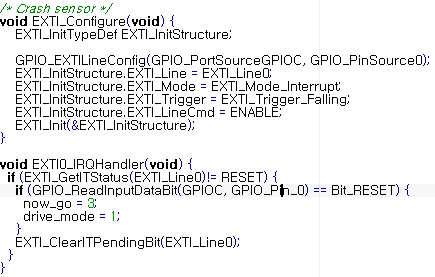 /* Crash sensor */
void EXTI_Configure(void) {
EXTI_InitTypeDef EXTI_InitStructure;
GPIO_EXTILineConfig(GPIO_PortSourceGPIOC, GPIO_PinSource0);
EXTI_InitStructure.EXTI_Line = EXTI_Line0;
EXTI_InitStructure.EXTI_Mode = EXTI_Mode_Interrupt;
EXTI_InitStructure.EXTI_Trigger = EXTI_Trigger_Falling;
EXTI_InitStructure.EXTI_LineCmd = ENABLE;
EXTI_Init(&EXTI_InitStructure);
}
void EXTI0_IRQHandler(void) {
if (EXTI_GetITStatus(EXTI_Line0)!= RESET) {
if (GPIO_ReadInputDataBit(GPIOC, GPIO_Pin_0) == Bit_RESET) {
now_go = 3;
drive_mode = 1;
}
EXTI_ClearITPendingBit(EXTI_Line0);
}
}